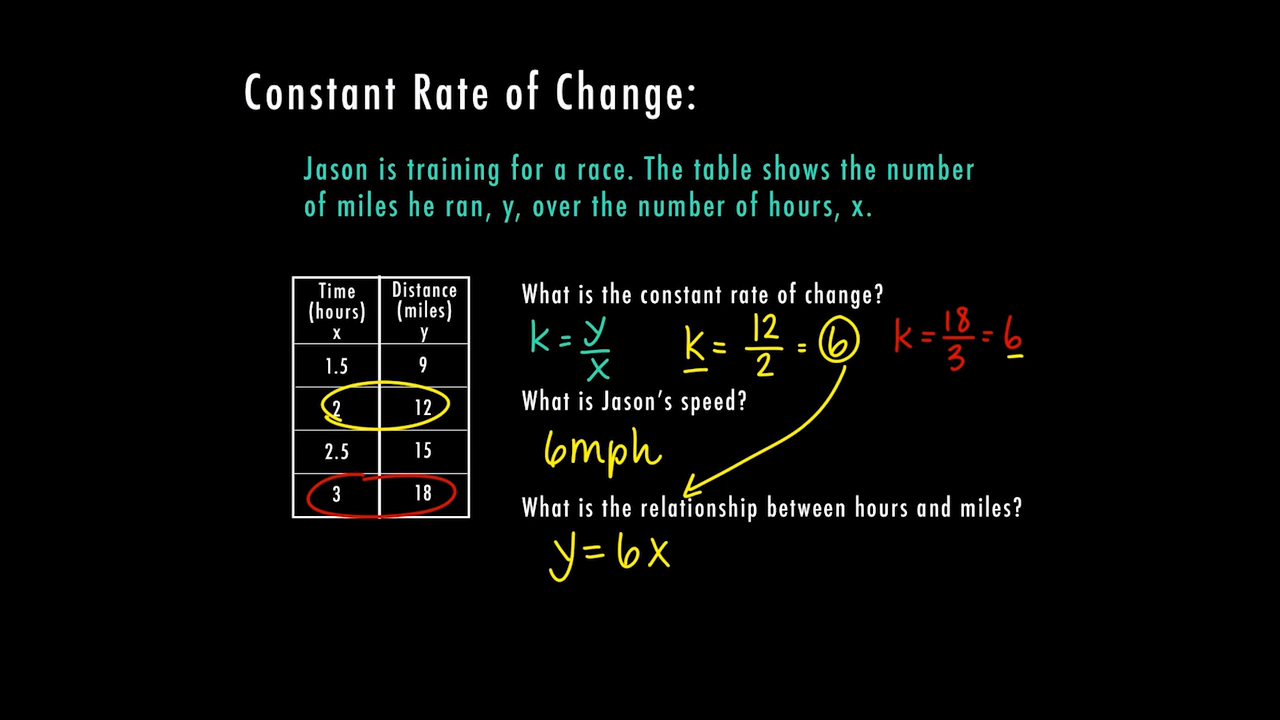 Constant Rate of Change:
Jason is training for a race. The table shows the number
of miles he ran, y, over the number of hours, x.
Time (hours) x | Distance (miles) y
1.5 | 9
2 | 12
2.5 | 15
3 | 18
What is the constant rate of change?
k = y/x   k = 12/2 = 6   k = 18/3 = 6
What is Jason's speed?
6mph
What is the relationship between hours and miles?
y = 6x